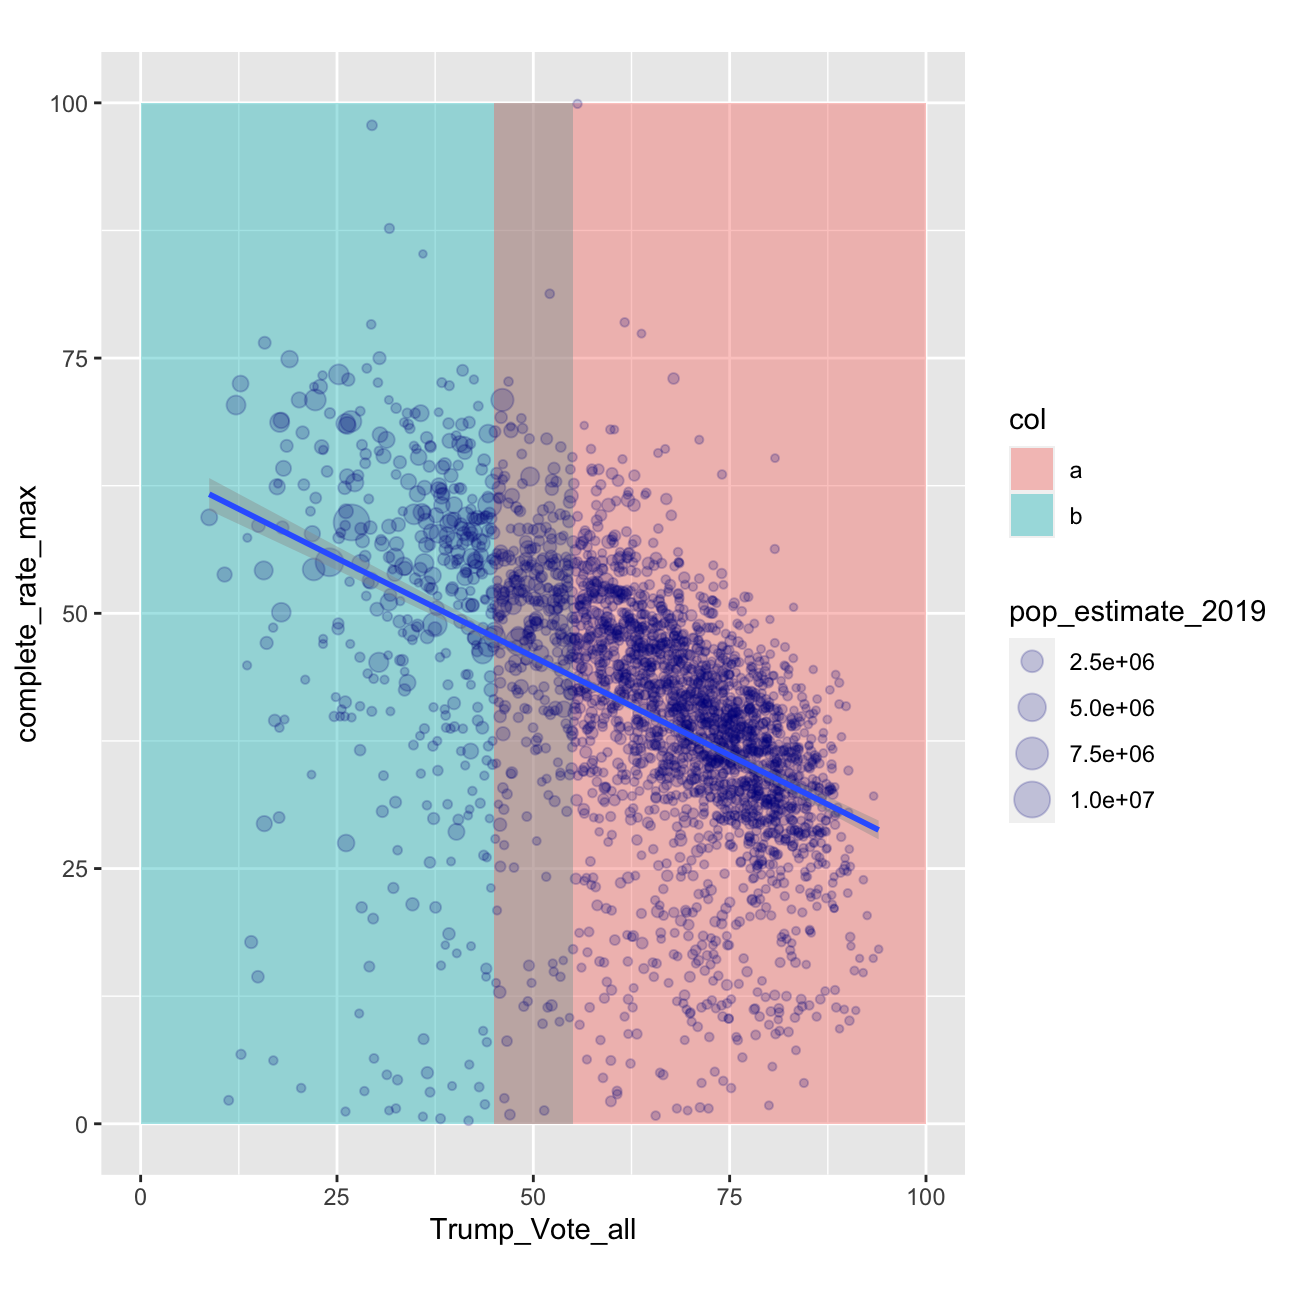 complete_rate_max
100
75
50
25
0
0
25
50
75
100
Trump_Vote_all
col
a
b
pop_estimate_2019
2.5e+06
5.0e+06
7.5e+06
1.0e+07